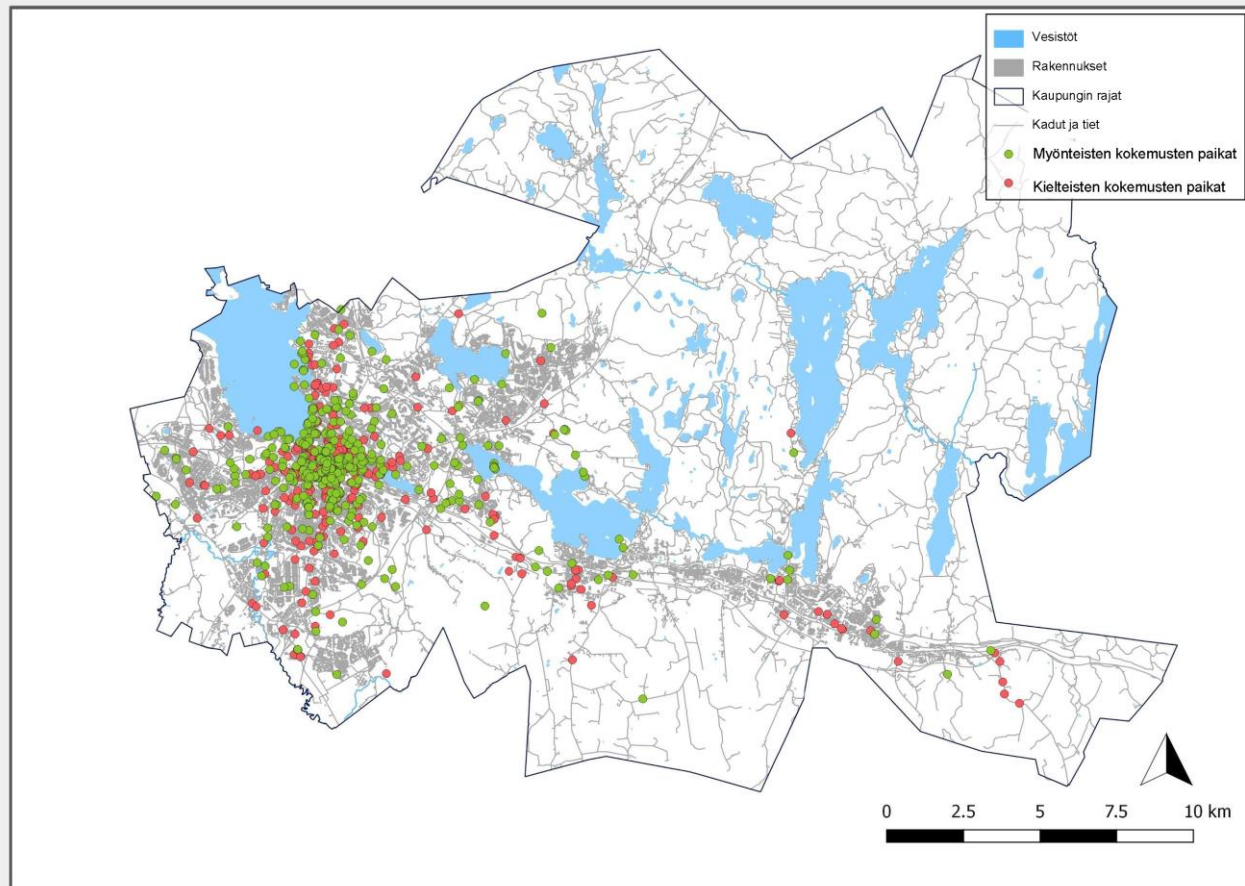 Vesistöt
Rakennukset
Kaupungin rajat
Kadut ja tiet
Myönteisten kokemusten paikat
Kielteisten kokemusten paikat
0 2.5 5 7.5 10 km